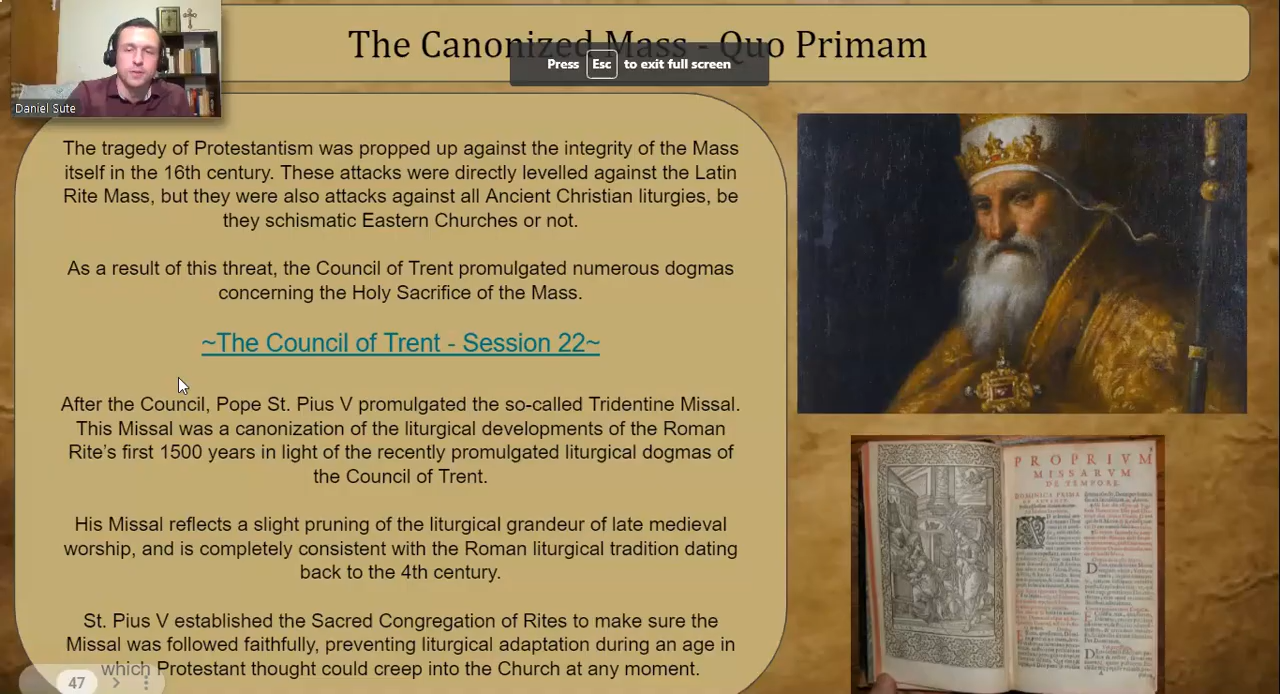 The Canonized Mass - Quo Primam
Press Esc to exit full screen
Daniel Sute
The tragedy of Protestantism was propped up against the integrity of the Mass
itself in the 16th century. These attacks were directly levelled against the Latin
Rite Mass, but they were also attacks against all Ancient Christian liturgies, be
they schismatic Eastern Churches or not.
As a result of this threat, the Council of Trent promulgated numerous dogmas
concerning the Holy Sacrifice of the Mass.
~The Council of Trent - Session 22~
After the Council, Pope St. Pius V promulgated the so-called Tridentine Missal.
This Missal was a canonization of the liturgical developments of the Roman
Rite's first 1500 years in light of the recently promulgated liturgical dogmas of
the Council of Trent.
His Missal reflects a slight pruning of the liturgical grandeur of late medieval
worship, and is completely consistent with the Roman liturgical tradition dating
back to the 4th century.
St. Pius V established the Sacred Congregation of Rites to make sure the
Missal was followed faithfully, preventing liturgical adaptation during an age in
which Protestant thought could creep into the Church at any moment.
47
PROPRIVM
MISSARVM
DE TEMPORE